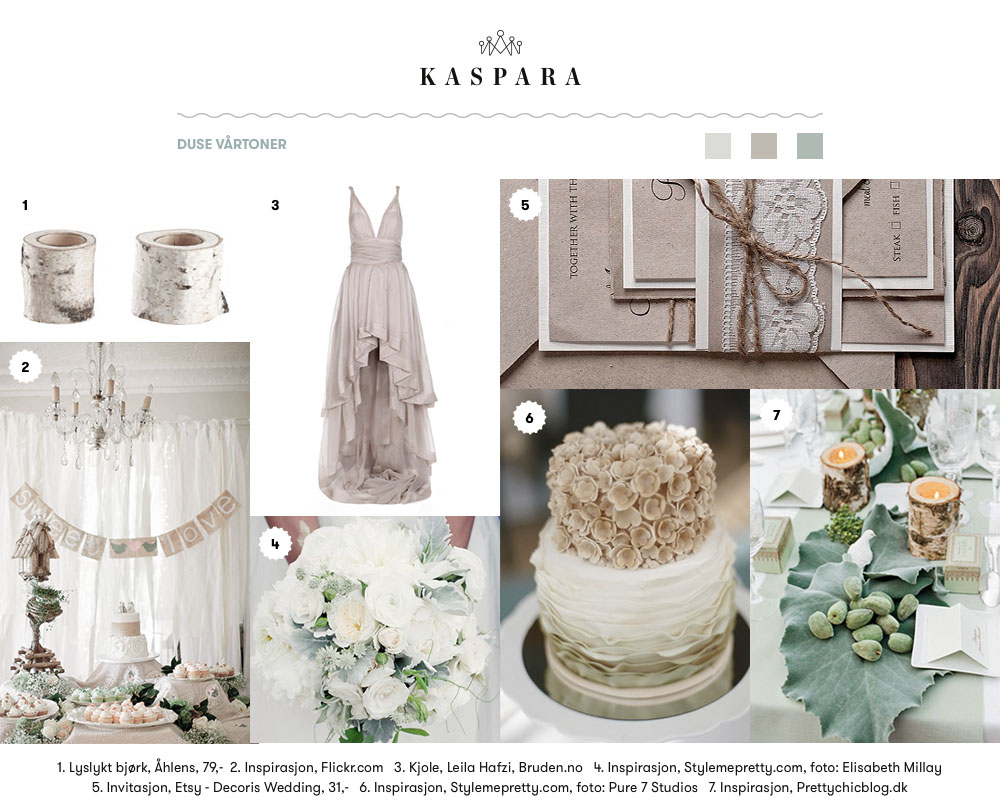 KASPARA
DUSE VÅRTONER
1
3
5
TOGETHER WITH TH
STEAK FISH
2
sweet love
4
6
7
1. Lyslykt bjørk, Åhlens, 79,- 2. Inspirasjon, Flickr.com 3. Kjole, Leila Hafzi, Bruden.no 4. Inspirasjon, Stylemepretty.com, foto: Elisabeth Millay
5. Invitasjon, Etsy - Decoris Wedding, 31,- 6. Inspirasjon, Stylemepretty.com, foto: Pure 7 Studios 7. Inspirasjon, Prettychicblog.dk